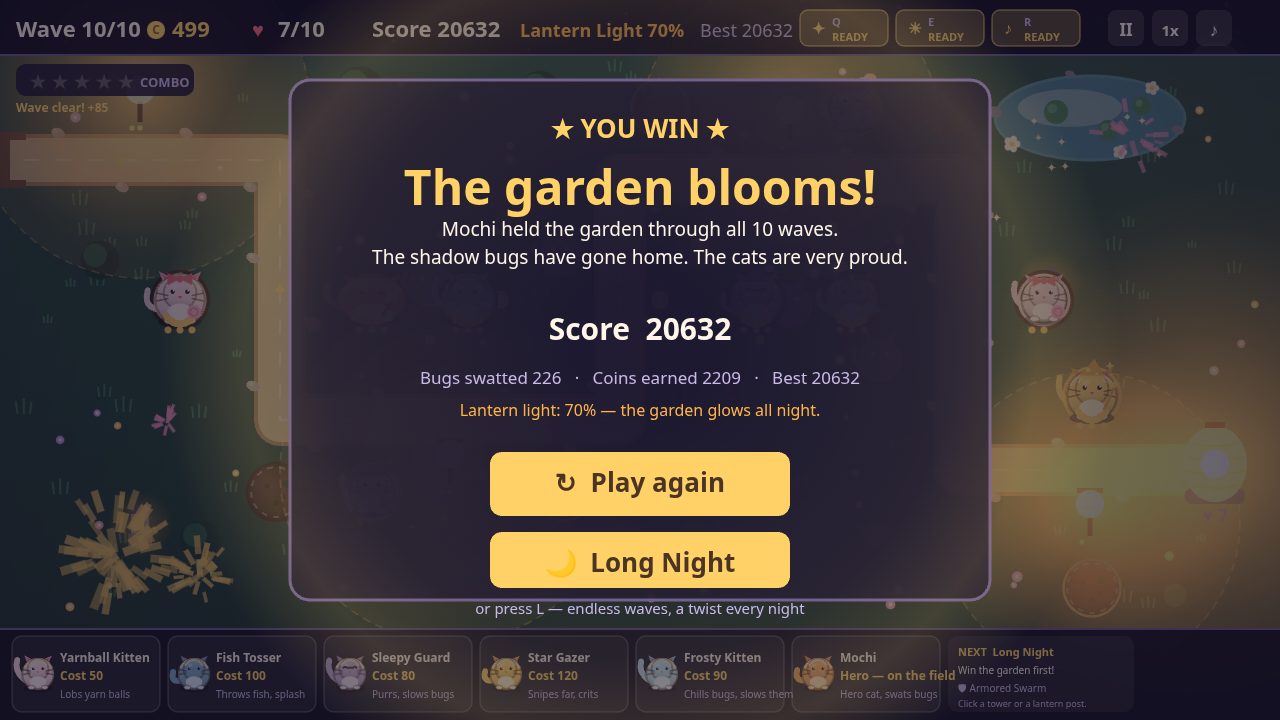 Wave 10/10 C 499 ♥ 7/10 Score 20632 Lantern Light 70% Best 20632
Q READY
E READY
R READY
II 1x ♪
★ ★ ★ ★ ★ COMBO
Wave clear! +85
★ YOU WIN ★
The garden blooms!
Mochi held the garden through all 10 waves.
The shadow bugs have gone home. The cats are very proud.
Score 20632
Bugs swatted 226 · Coins earned 2209 · Best 20632
Lantern light: 70% — the garden glows all night.
↻ Play again
🌙 Long Night
or press L — endless waves, a twist every night
♥ 7
Yarnball Kitten
Cost 50
Lobs yarn balls
Fish Tosser
Cost 100
Throws fish, splash
Sleepy Guard
Cost 80
Purrs, slows bugs
Star Gazer
Cost 120
Snipes far, crits
Frosty Kitten
Cost 90
Chills bugs, slows them
Mochi
Hero — on the field
Hero cat, swats bugs
NEXT Long Night
Win the garden first!
🛡 Armored Swarm
Click a tower or a lantern post.